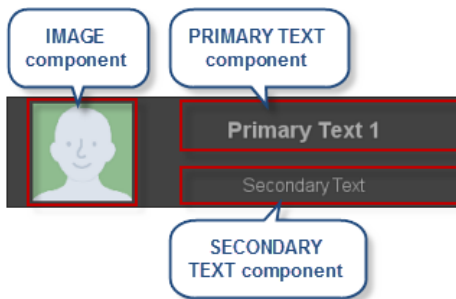 IMAGE
component
PRIMARY TEXT
component
Primary Text 1
Secondary Text
SECONDARY
TEXT component